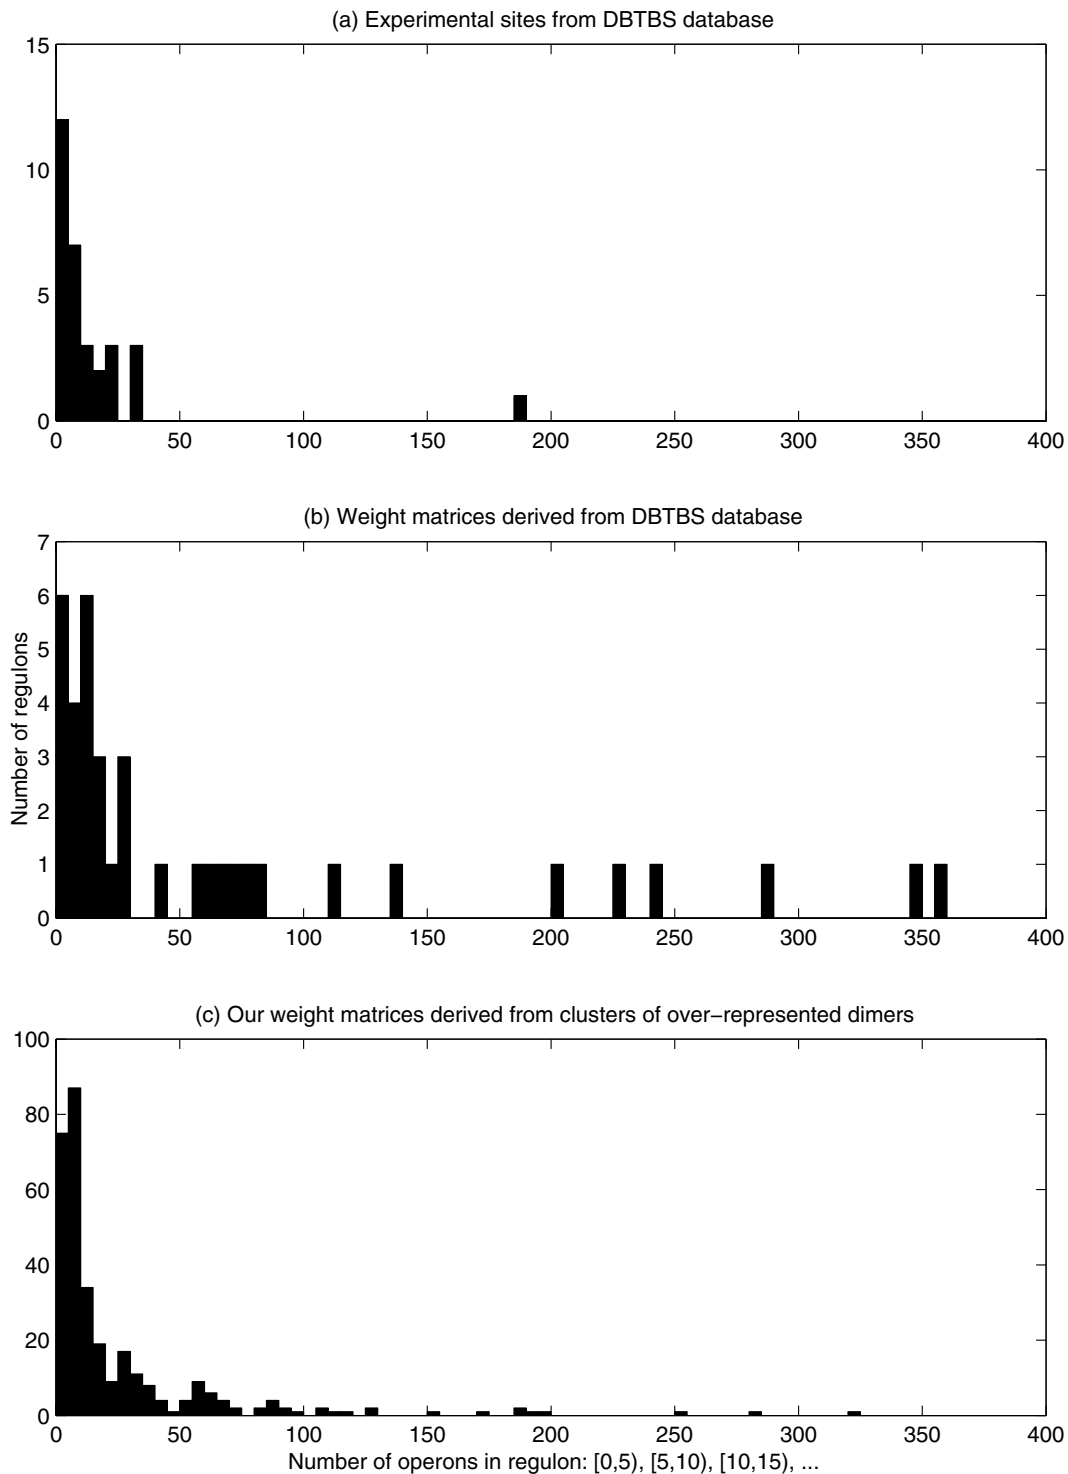 (a) Experimental sites from DBTBS database
15
10
5
0
0 50 100 150 200 250 300 350 400
(b) Weight matrices derived from DBTBS database
Number of regulons
7
6
5
4
3
2
1
0
0 50 100 150 200 250 300 350 400
(c) Our weight matrices derived from clusters of over−represented dimers
100
80
60
40
20
0
0 50 100 150 200 250 300 350 400
Number of operons in regulon: [0,5), [5,10), [10,15), ...